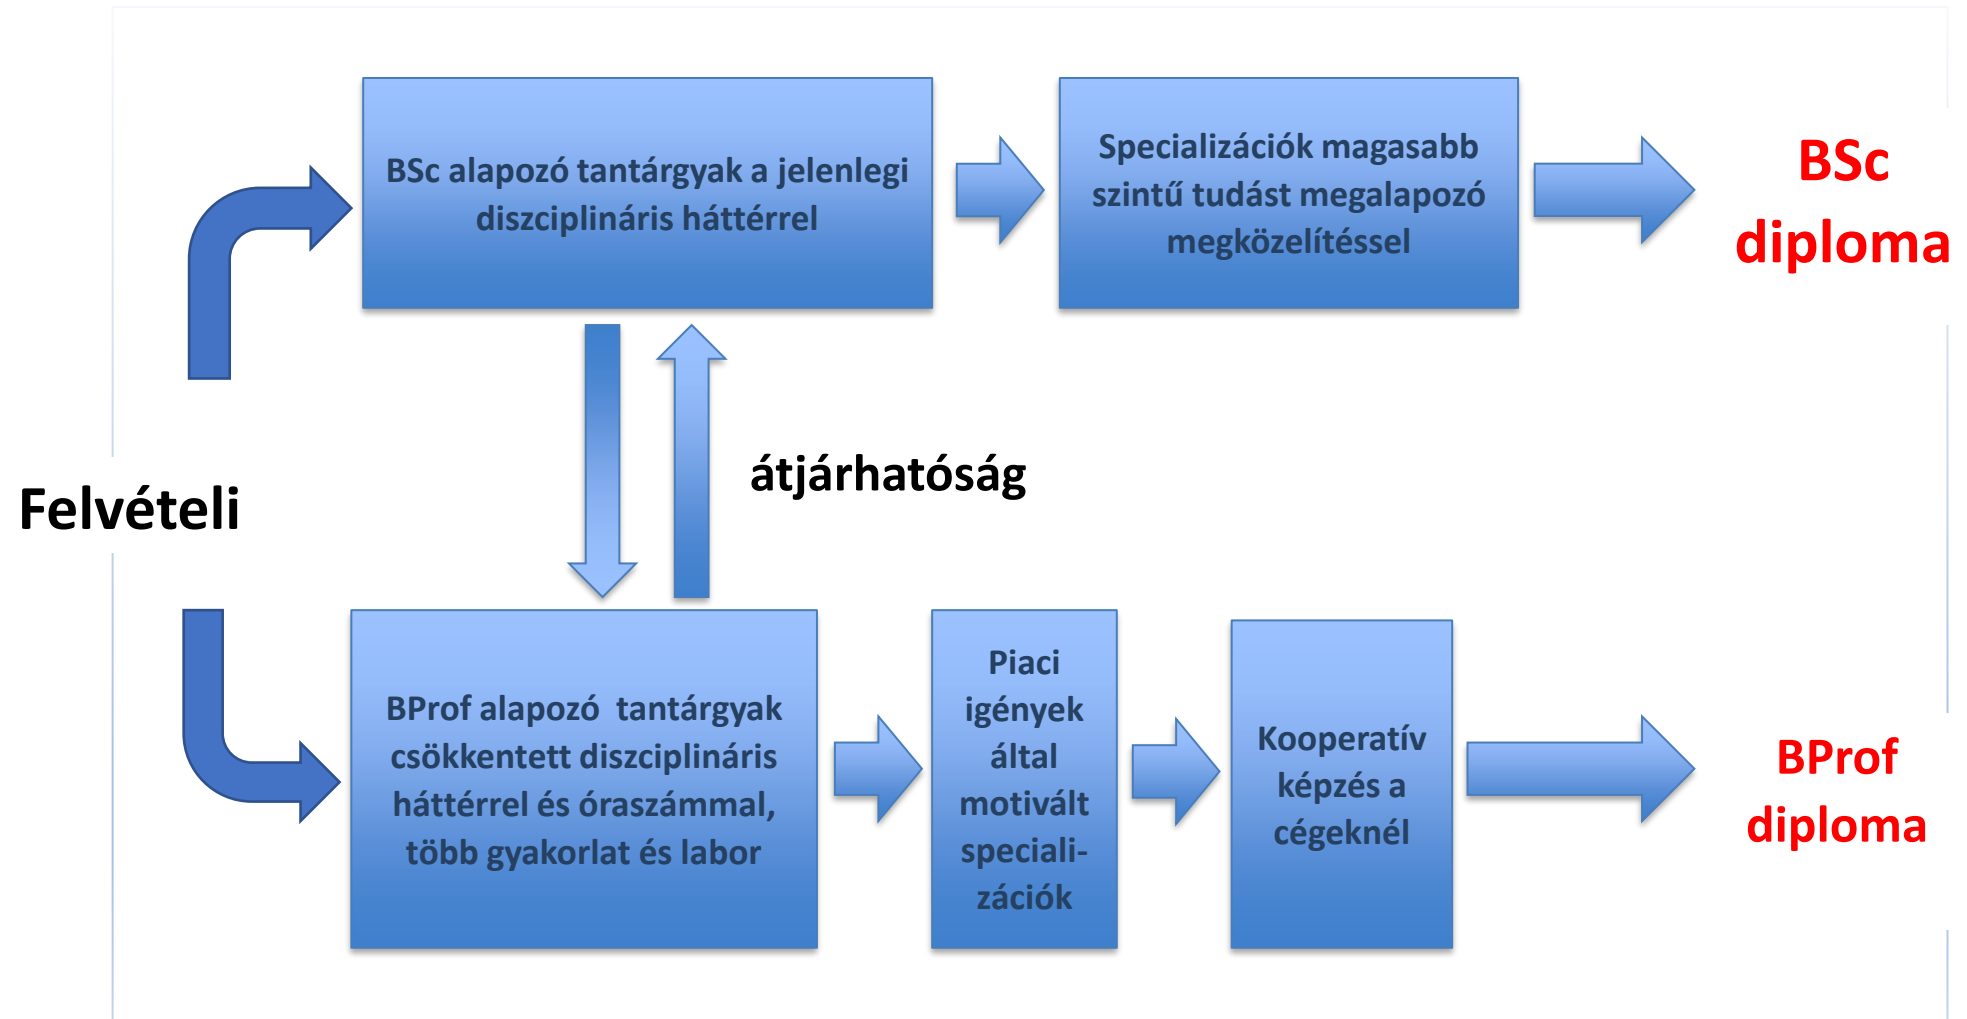 BSc alapozó tantárgyak a jelenlegi
diszciplináris háttérrel
Specializációk magasabb
szintű tudást megalapozó
megközelítéssel
BSc
diploma
átjárhatóság
Felvételi
BProf alapozó  tantárgyak
csökkentett diszciplináris
háttérrel és óraszámmal,
több gyakorlat és labor
Piaci
igények
által
motivált
speciali-
zációk
Kooperatív
képzés a
cégeknél
BProf
diploma